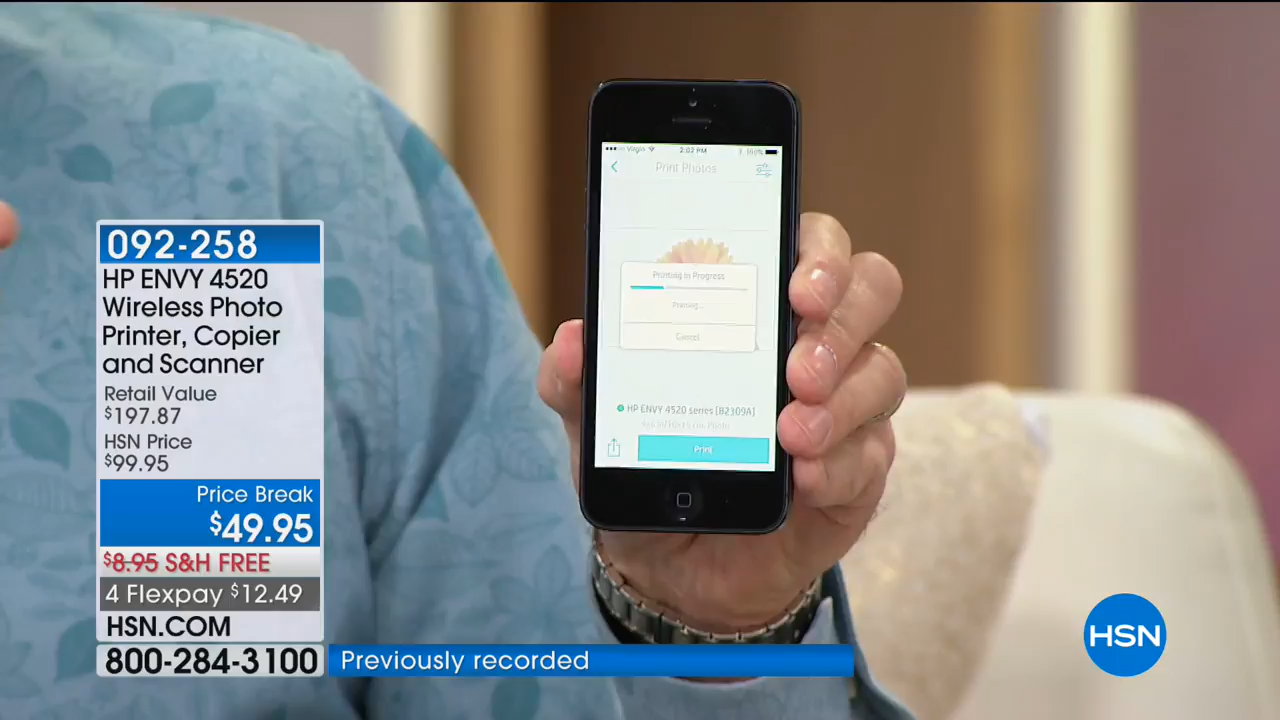 092-258
HP ENVY 4520
Wireless Photo
Printer, Copier
and Scanner
Retail Value
$197.87
HSN Price
$99.95
Price Break
$49.95
$8.95 S&H FREE
4 Flexpay $12.49
HSN.COM
800-284-3100
Previously recorded
HSN
Virgin
2:02 PM
Print Photos
Printing in Progress
Cancel
HP ENVY 4520 series [B2309A]
Print